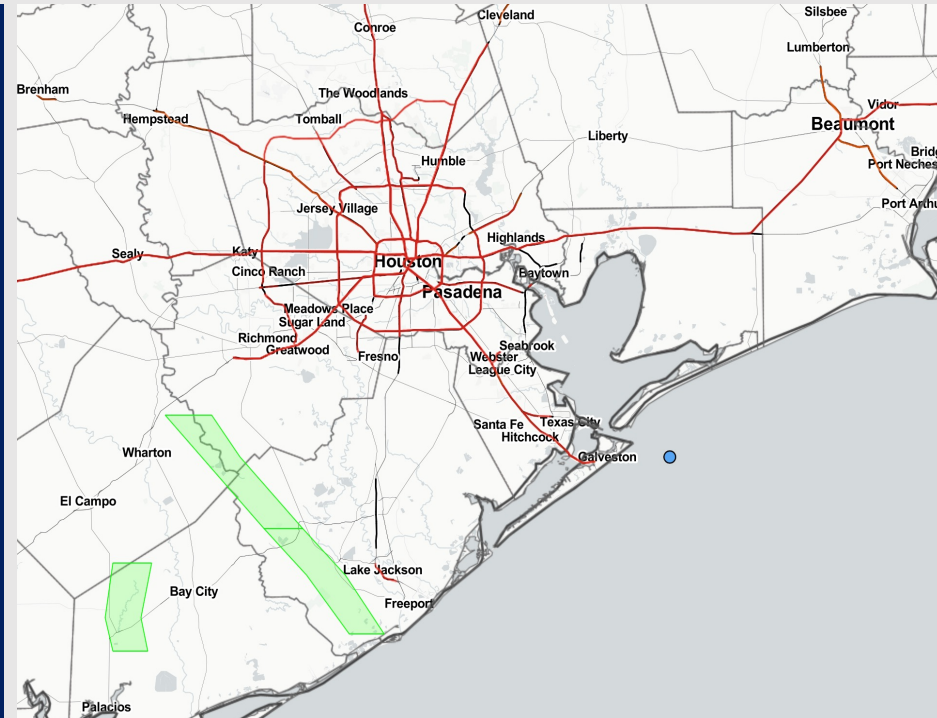 Silsbee
Cleveland
Conroe
Lumberton
Brenham
The Woodlands
Vidor
Hempstead
Tomball
Beaumont
Liberty
Port Neches
Humble
Jersey Village
Highlands
Sealy
Katy
Houston
Cinco Ranch
Baytown
Pasadena
Meadows Place
Sugar Land
Richmond
Greatwood
Fresno
Seabrook
Webster
League City
Santa Fe
Texas City
Hitchcock
Wharton
Galveston
El Campo
Lake Jackson
Bay City
Freeport
Palacios